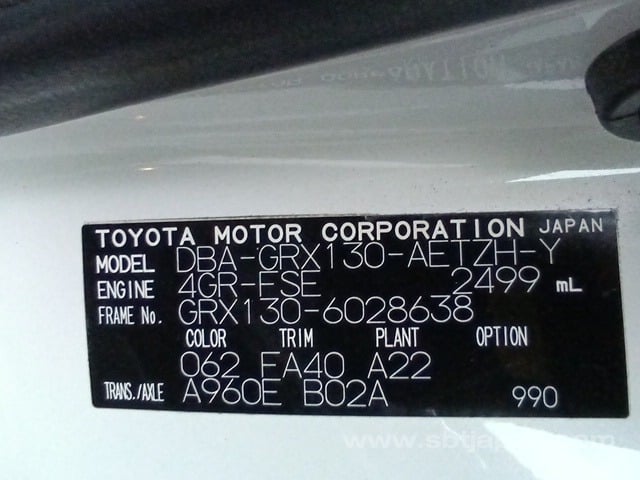 TOYOTA MOTOR CORPORATION JAPAN
MODEL DBA-GRX130-AETZH-Y
ENGINE 4GR-FSE 2499 mL
FRAME No. GRX130-6028638
COLOR TRIM PLANT OPTION
062 FA40 A22
TRANS./AXLE A960E B02A 990
www.sbtjapan.com